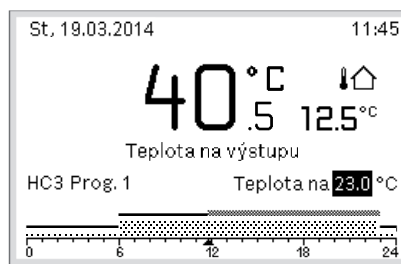 St, 19.03.2014 11:45
40.5 °C 12.5°C
Teplota na výstupu
HC3 Prog. 1 Teplota na 23.0 °C
0 6 12 18 24